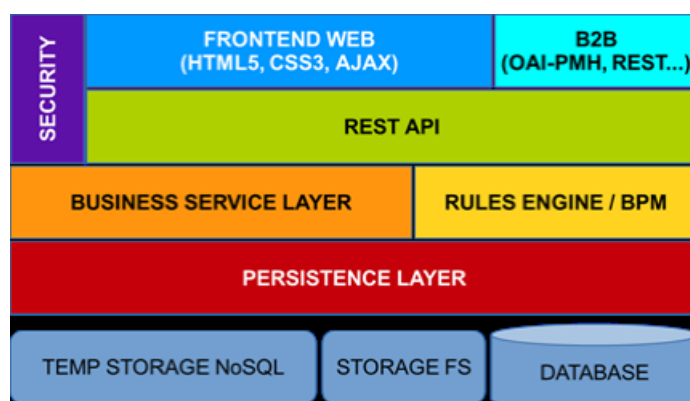 SECURITY
FRONTEND WEB
(HTML5, CSS3, AJAX)
B2B
(OAI-PMH, REST...)
REST API
BUSINESS SERVICE LAYER
RULES ENGINE / BPM
PERSISTENCE LAYER
TEMP STORAGE NoSQL
STORAGE FS
DATABASE